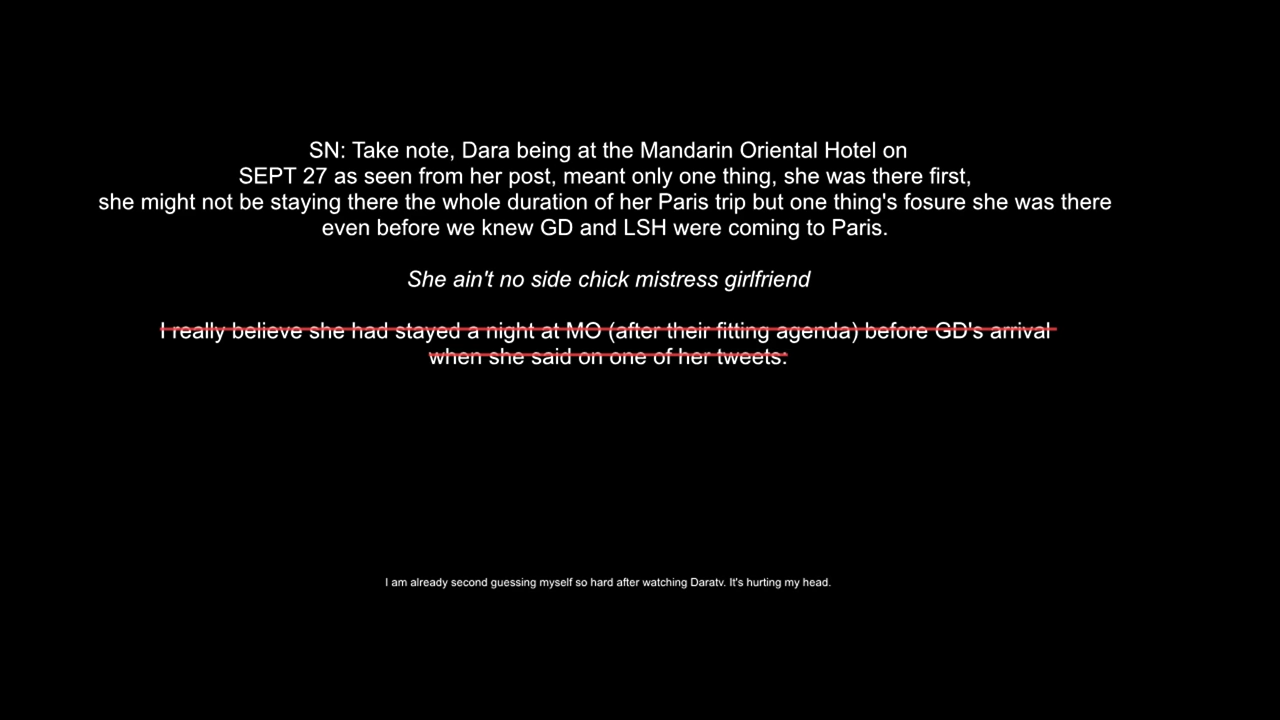 SN: Take note, Dara being at the Mandarin Oriental Hotel on
SEPT 27 as seen from her post, meant only one thing, she was there first,
she might not be staying there the whole duration of her Paris trip but one thing's fosure she was there
even before we knew GD and LSH were coming to Paris.
She ain't no side chick mistress girlfriend
I really believe she had stayed a night at MO (after their fitting agenda) before GD's arrival
when she said on one of her tweets:
I am already second guessing myself so hard after watching Daratv. It's hurting my head.